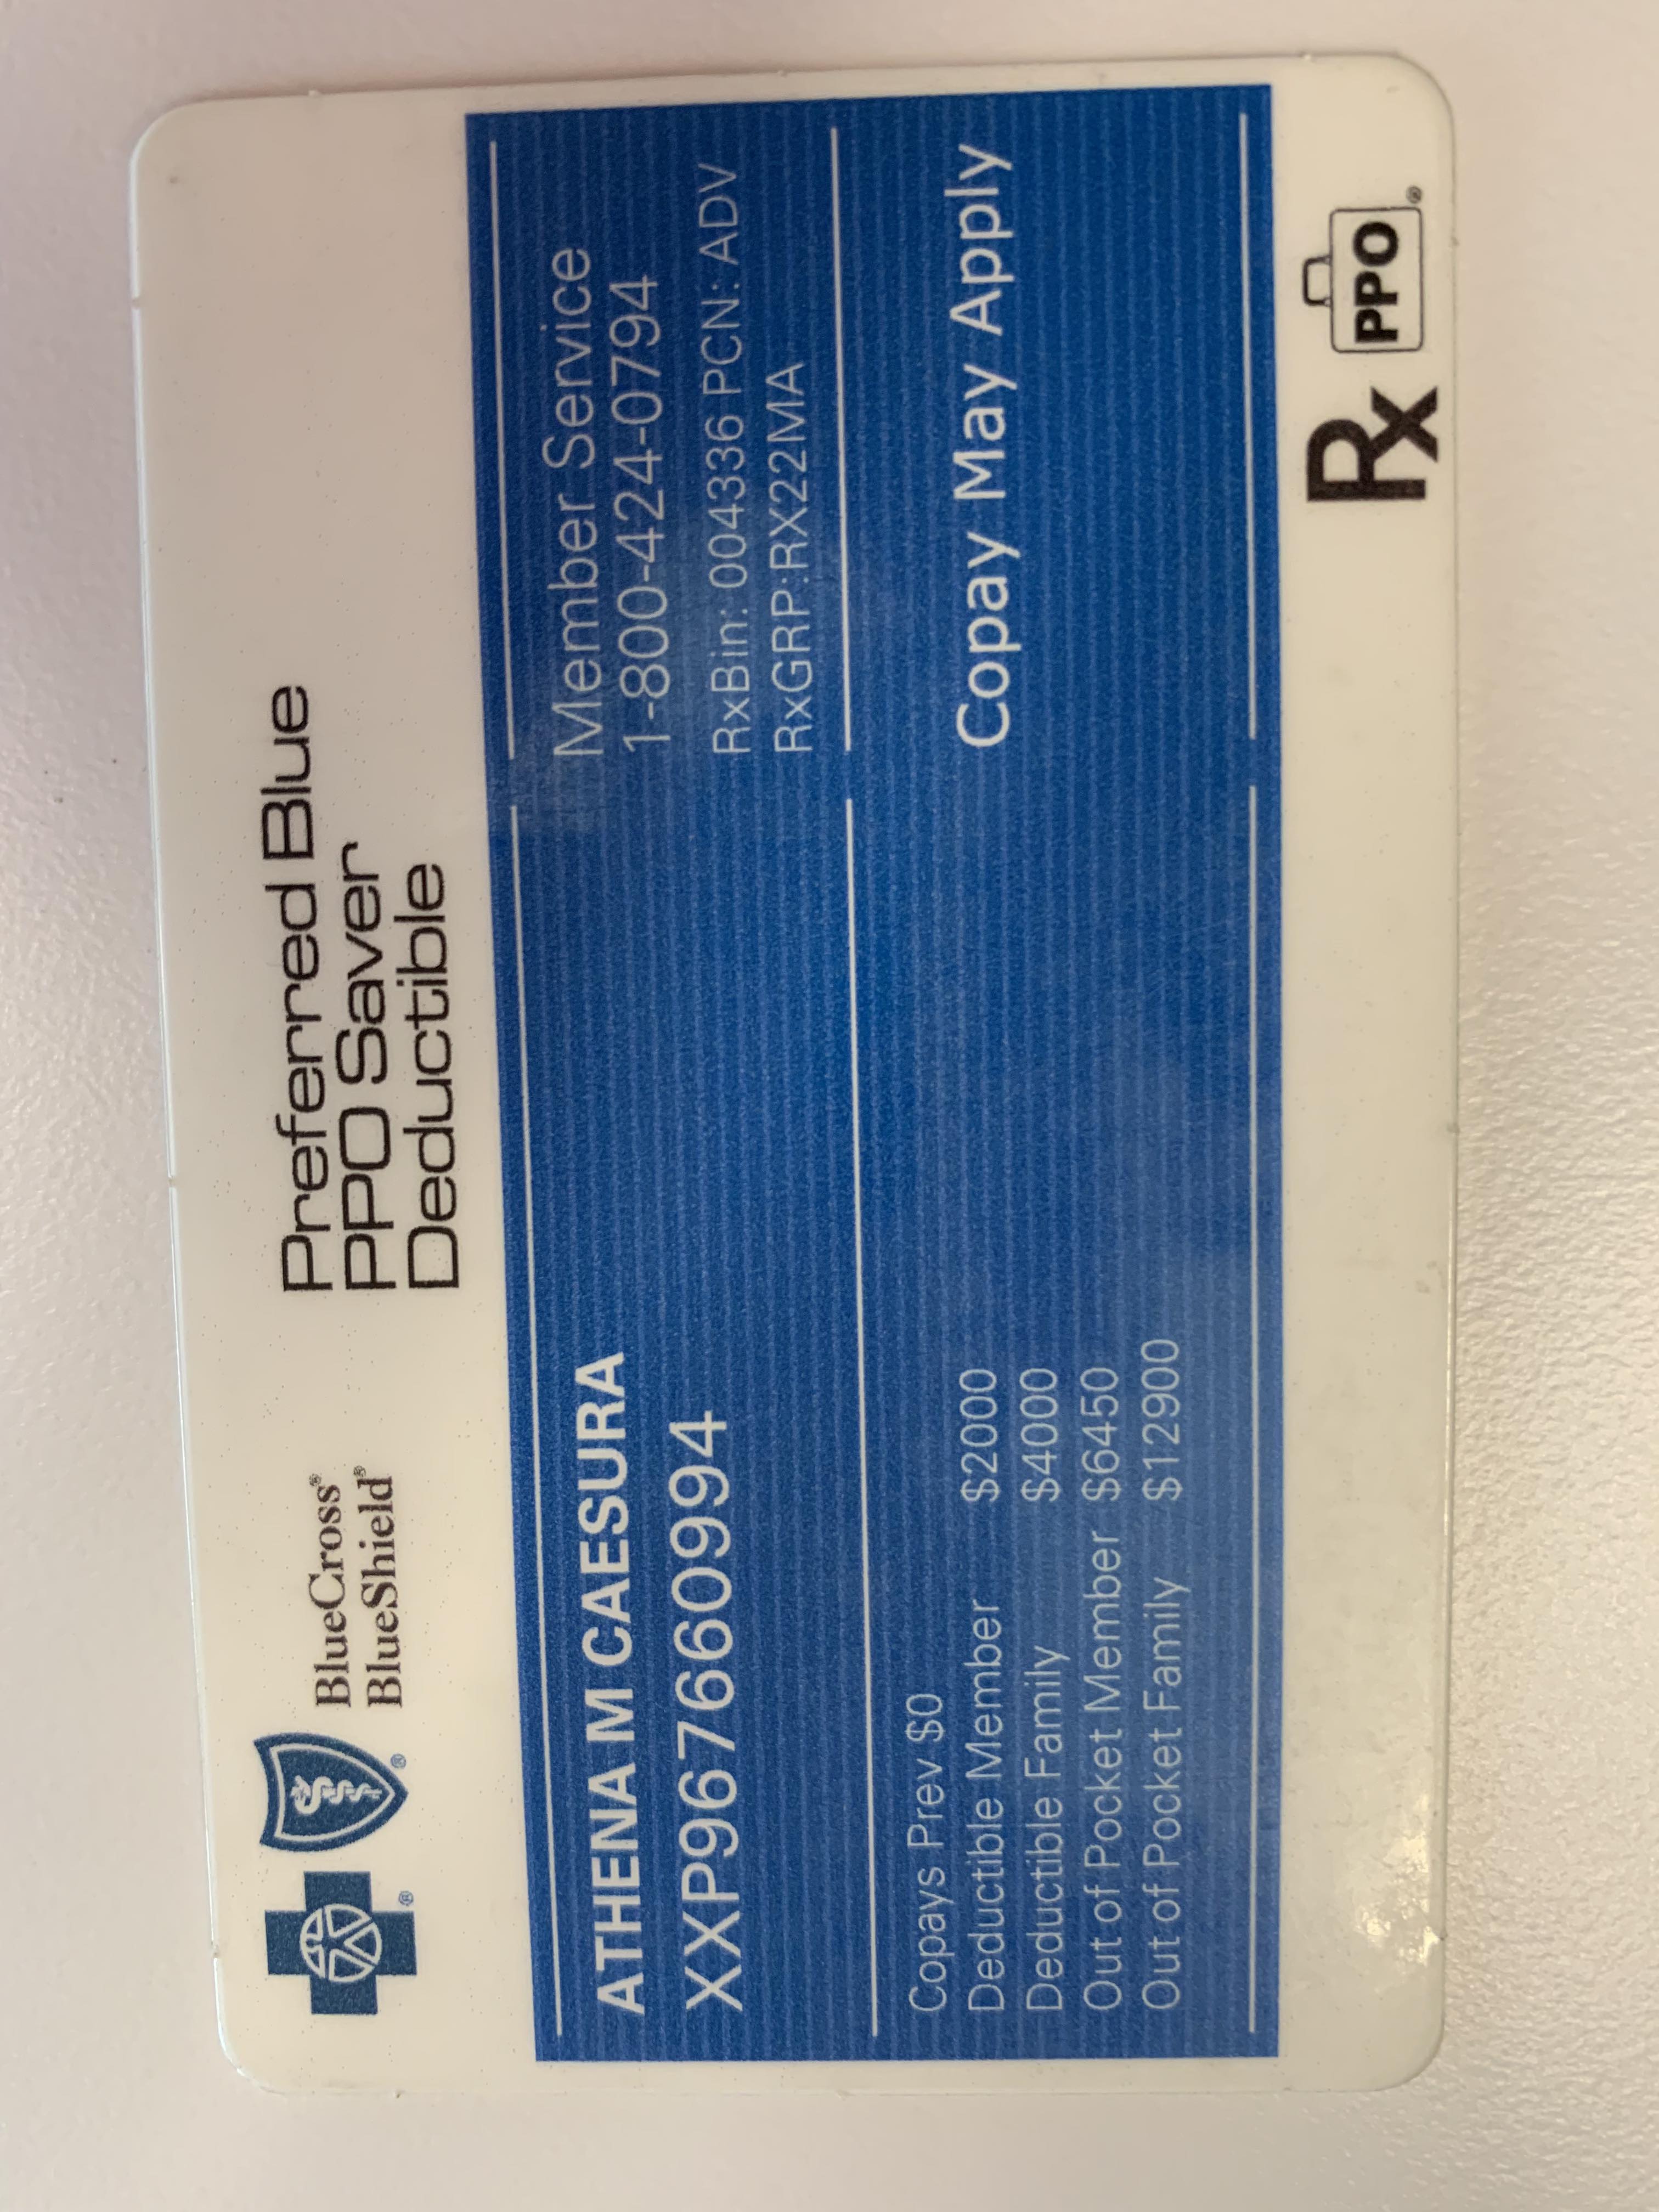 BlueCross®
BlueShield®
Preferred Blue
PPO Saver
Deductible
ATHENA M CAESURA
XXP967660994
Member Service
1-800-424-0794
RxBin: 004336 PCN: ADV
RxGRP:RX22MA
Copays Prev $0
Deductible Member $2000
Deductible Family $4000
Out of Pocket Member $6450
Out of Pocket Family $12900
Copay May Apply
Rx PPO®